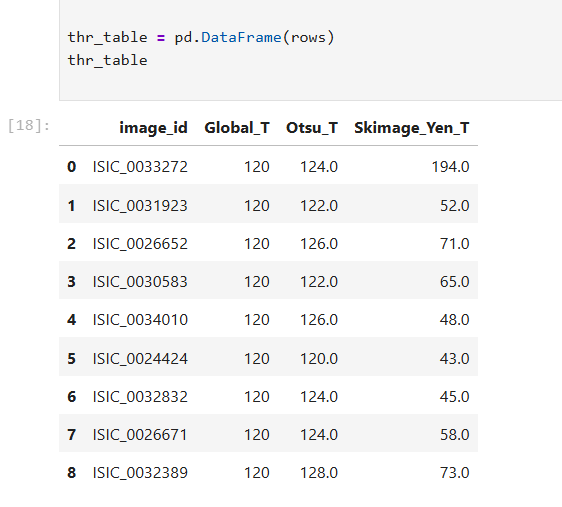 thr_table = pd.DataFrame(rows)
thr_table
[18]:
image_id Global_T Otsu_T Skimage_Yen_T
0 ISIC_0033272 120 124.0 194.0
1 ISIC_0031923 120 122.0 52.0
2 ISIC_0026652 120 126.0 71.0
3 ISIC_0030583 120 122.0 65.0
4 ISIC_0034010 120 126.0 48.0
5 ISIC_0024424 120 120.0 43.0
6 ISIC_0032832 120 124.0 45.0
7 ISIC_0026671 120 124.0 58.0
8 ISIC_0032389 120 128.0 73.0